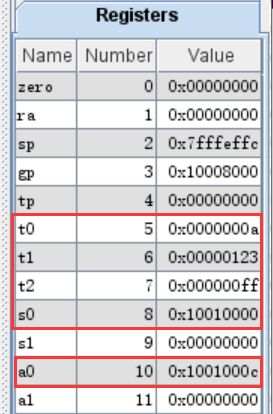 Registers
Name Number Value
zero 0 0x00000000
ra 1 0x00000000
sp 2 0x7fffeffc
gp 3 0x10008000
tp 4 0x00000000
t0 5 0x0000000a
t1 6 0x00000123
t2 7 0x000000ff
s0 8 0x10010000
s1 9 0x00000000
a0 10 0x1001000c
a1 11 0x00000000